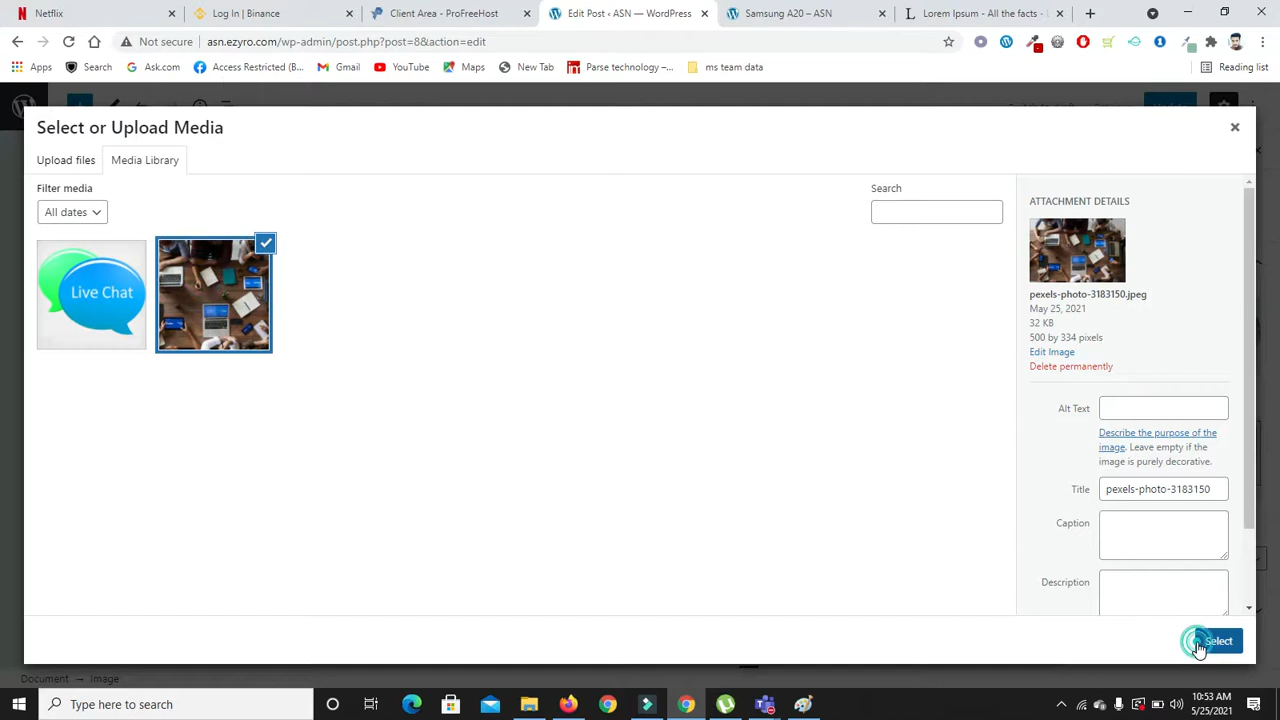 Netflix
Log In | Binance
Client Area - ProFreeHost
Edit Post ‹ ASN — WordPress
Samsung A20 – ASN
Lorem Ipsum - All the facts - L
Not secure asn.ezyro.com/wp-admin/post.php?post=8&action=edit
Apps
Search
Ask.com
Access Restricted (B...
Gmail
YouTube
Maps
New Tab
Parse technology –...
ms team data
Reading list
Select or Upload Media
Upload files
Media Library
Filter media
Search
All dates
Live Chat
ATTACHMENT DETAILS
pexels-photo-3183150.jpeg
May 25, 2021
32 KB
500 by 334 pixels
Edit Image
Delete permanently
Alt Text
Describe the purpose of the
image. Leave empty if the
image is purely decorative.
Title
pexels-photo-3183150
Caption
Description
Select
Document → Image
Type here to search
10:53 AM
5/25/2021